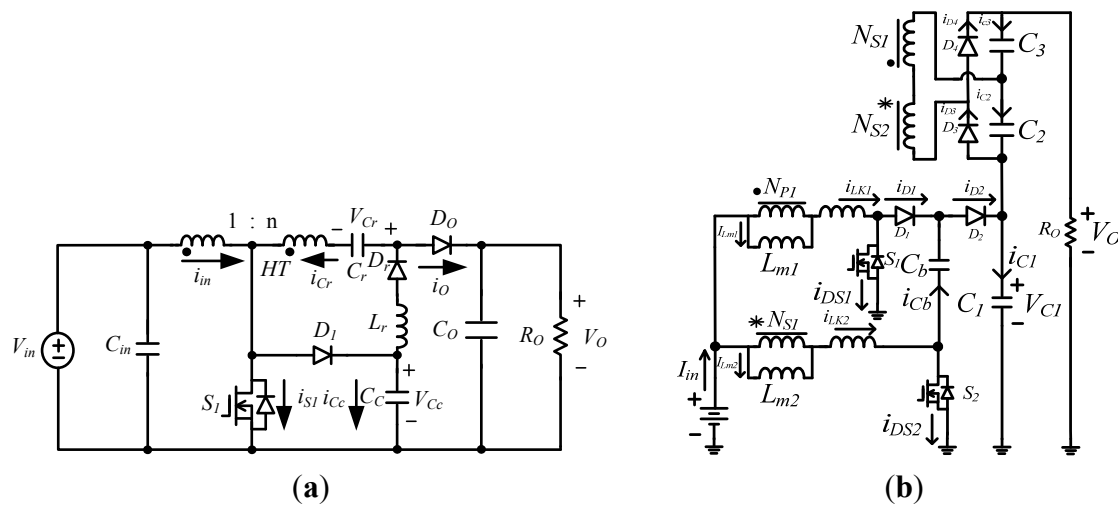 1 : n
V_Cr
D_O
i_in
HT
i_Cr
C_r
D_r
i_O
V_in
C_in
D_1
L_r
C_O
R_O
V_O
S_1
i_S1
i_Cc
C_C
V_Cc
(a)
N_S1
i_D4
i_c3
D_4
C_3
N_S2
i_D3
i_C2
D_3
C_2
N_P1
i_LK1
i_D1
i_D2
I_Lm1
L_m1
D_1
D_2
S_1
C_b
i_DS1
i_Cb
i_C1
C_1
V_C1
R_O
V_O
N_S1
i_LK2
I_in
I_Lm2
L_m2
S_2
i_DS2
(b)